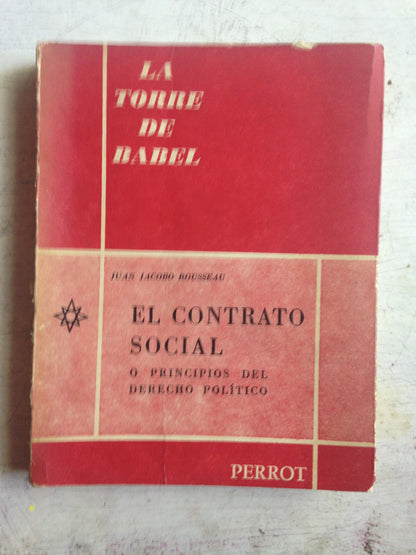 LA
TORRE
DE
BABEL
JUAN JACOBO ROUSSEAU
EL CONTRATO
SOCIAL
O PRINCIPIOS DEL
DERECHO POLÍTICO
PERROT